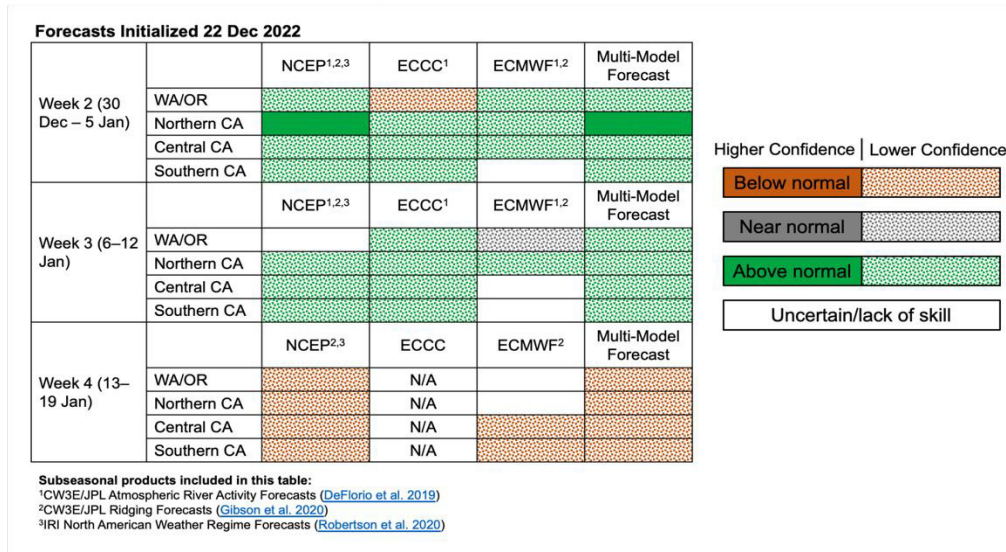 Forecasts Initialized 22 Dec 2022
NCEP1,2,3 ECCC1 ECMWF1,2 Multi-Model Forecast
Week 2 (30 Dec – 5 Jan)
WA/OR
Northern CA
Central CA
Southern CA
NCEP1,2,3 ECCC1 ECMWF1,2 Multi-Model Forecast
Week 3 (6–12 Jan)
WA/OR
Northern CA
Central CA
Southern CA
NCEP2,3 ECCC ECMWF2 Multi-Model Forecast
Week 4 (13–19 Jan)
WA/OR N/A
Northern CA N/A
Central CA N/A
Southern CA N/A
Higher Confidence | Lower Confidence
Below normal
Near normal
Above normal
Uncertain/lack of skill
Subseasonal products included in this table:
1CW3E/JPL Atmospheric River Activity Forecasts (DeFlorio et al. 2019)
2CW3E/JPL Ridging Forecasts (Gibson et al. 2020)
3IRI North American Weather Regime Forecasts (Robertson et al. 2020)